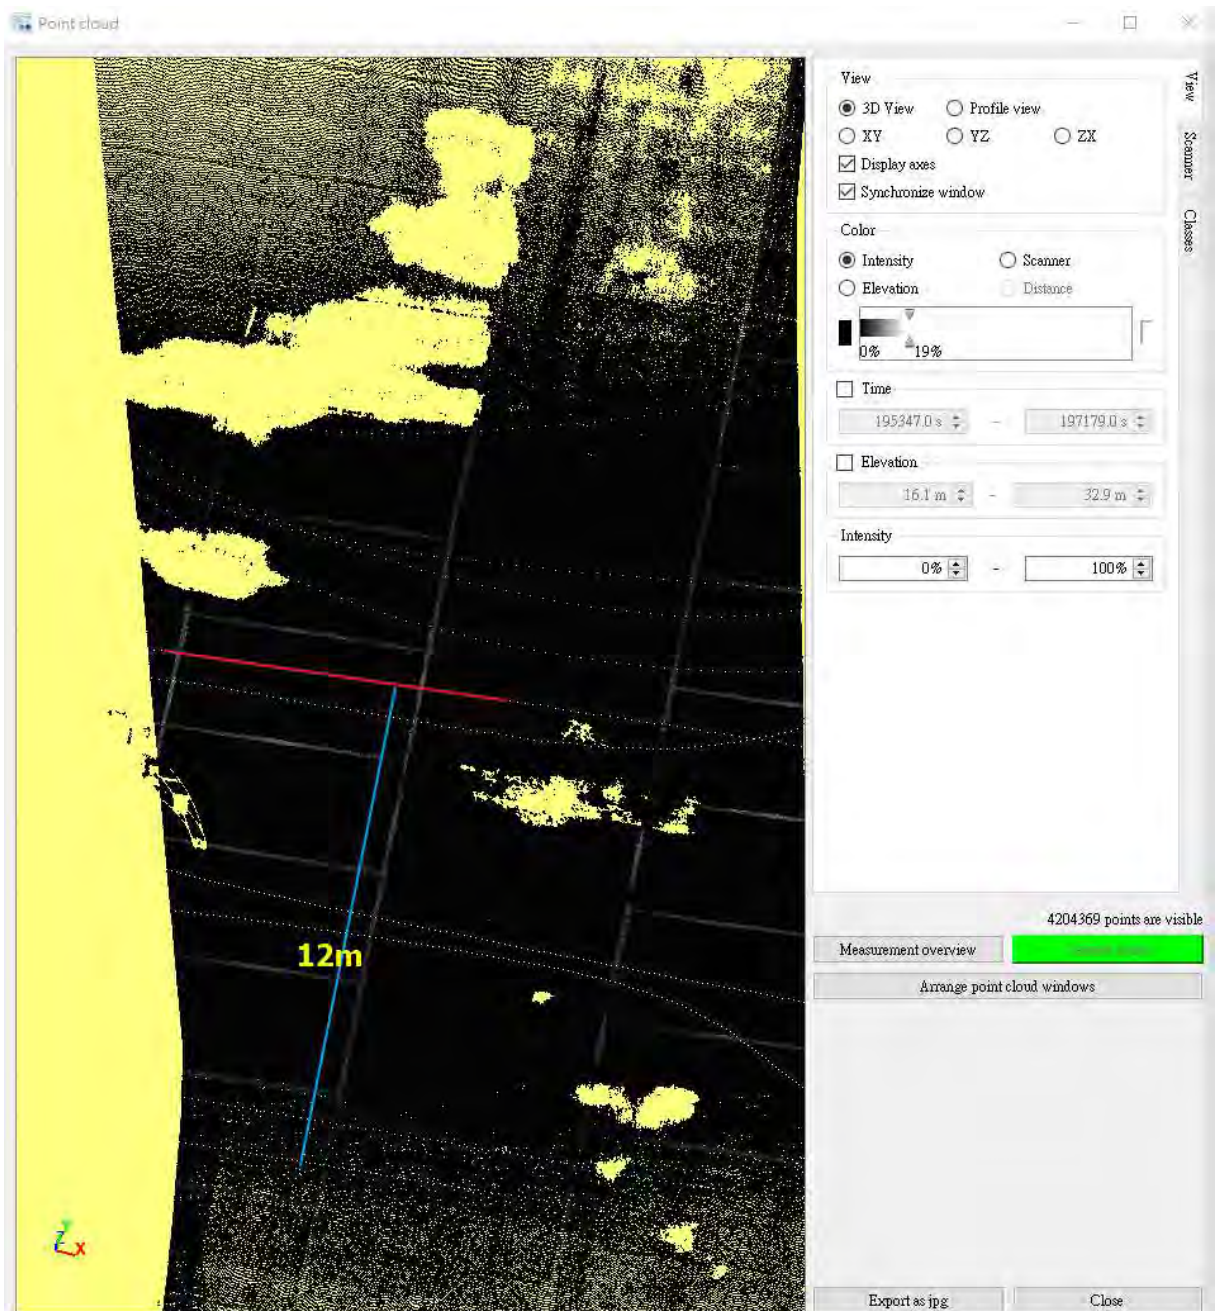 Point cloud
View
3D View
Profile view
XY
YZ
ZX
Display axes
Synchronize window
Color
Intensity
Scanner
Elevation
Distance
0%
19%
Time
195347.0 s
-
197179.0 s
Elevation
16.1 m
-
32.9 m
Intensity
0%
-
100%
View
Scanner
Classes
12m
Y
Z
X
4204369 points are visible
Measurement overview
Arrange point cloud windows
Export as jpg
Close